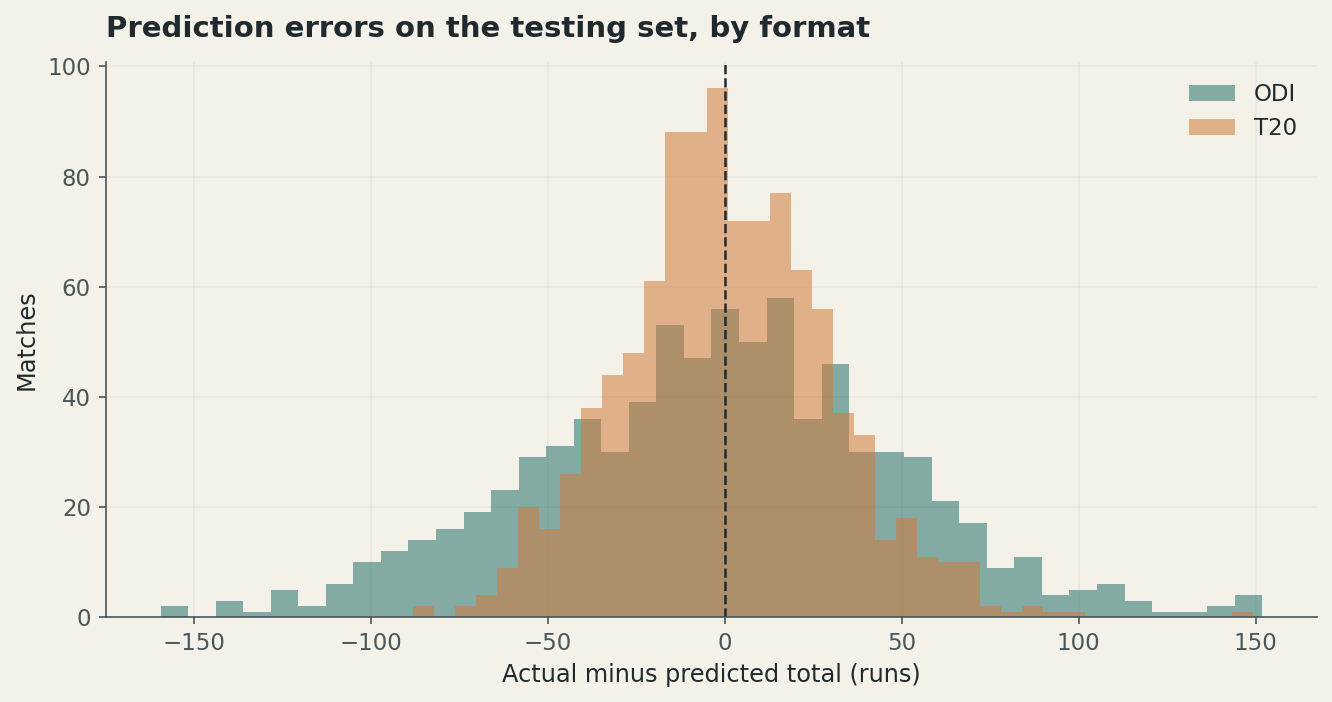 Prediction errors on the testing set, by format
100
80
60
40
20
0
Matches
ODI
T20
−150
−100
−50
0
50
100
150
Actual minus predicted total (runs)